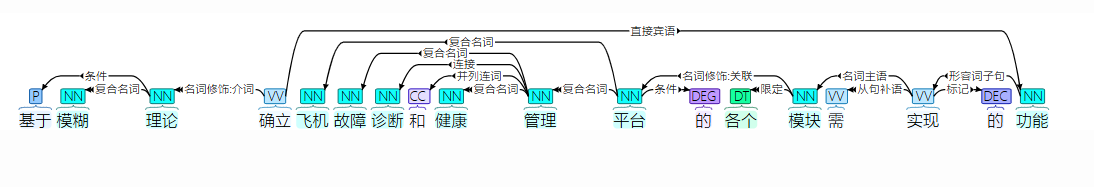 直接宾语
复合名词
复合名词
连接
条件 并列连词 名词修饰:关联 名词主语 形容词子句
复合名词 名词修饰:介词 复合名词 复合名词 条件 限定 从句补语 标记
P NN NN VV NN NN NN CC NN NN NN DEG DT NN VV VV DEC NN
基于 模糊 理论 确立 飞机 故障 诊断 和 健康 管理 平台 的 各个 模块 需 实现 的 功能